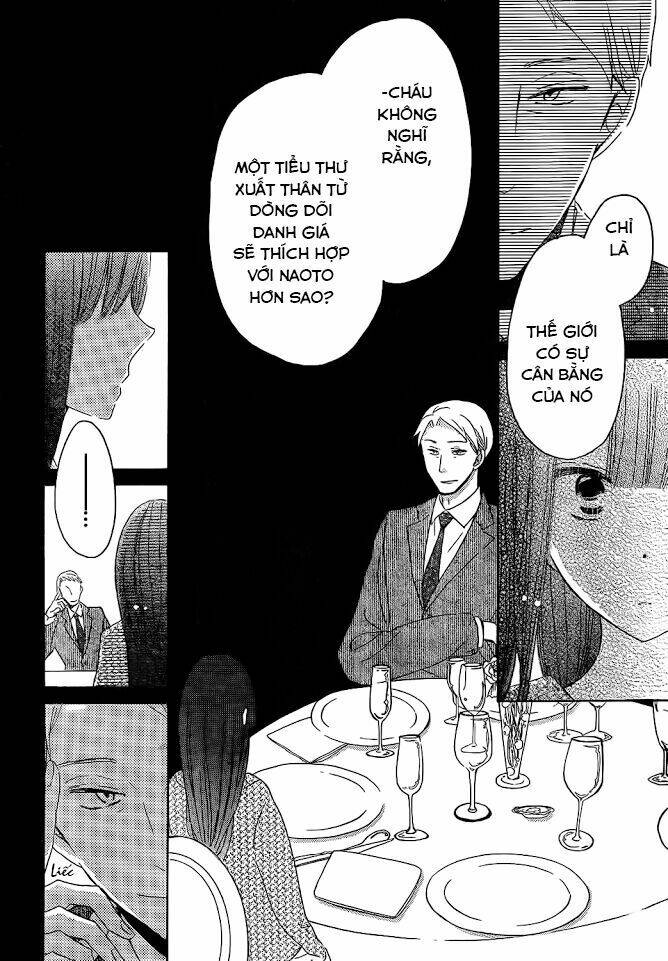 CHỈ
LÀ
THẾ GIỚI
CÓ SỰ
CÂN BẰNG
CỦA NÓ
-CHÁU
KHÔNG
NGHĨ
RẰNG,
MỘT TIỂU THƯ
XUẤT THÂN TỪ
DÒNG DÕI
DANH GIÁ
SẼ THÍCH HỢP
VỚI NAOTO
HƠN SAO?
Liếc